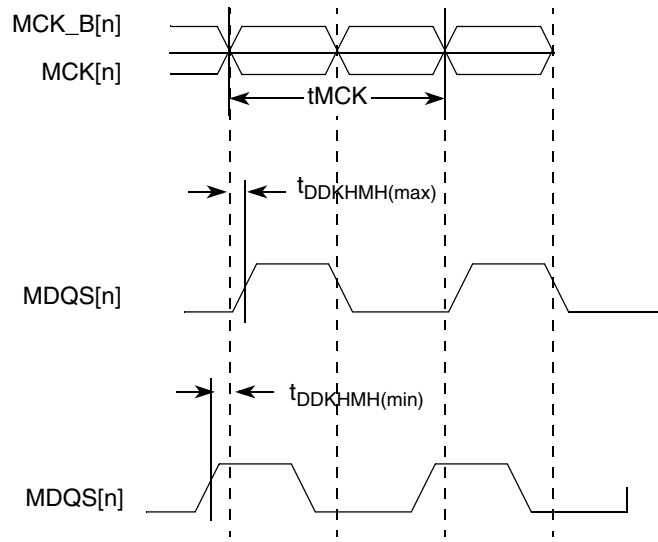 MCK_B[n]
MCK[n]
tMCK
tDDKHMH(max)
MDQS[n]
tDDKHMH(min)
MDQS[n]